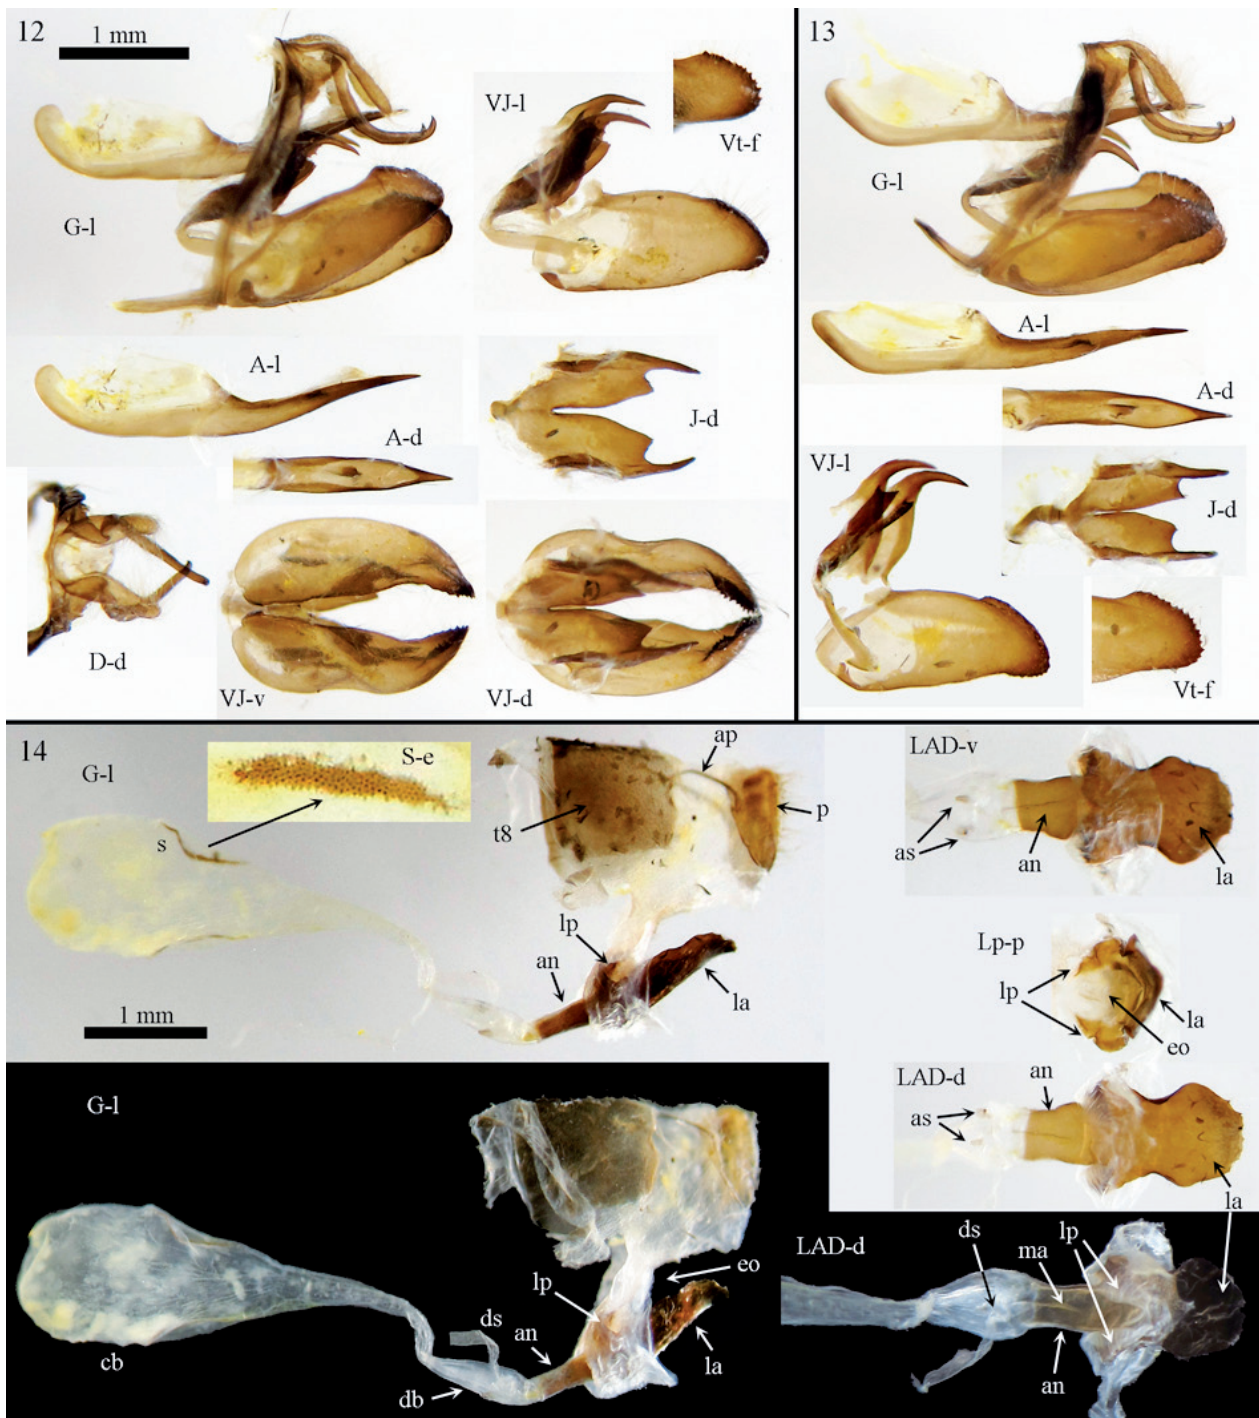 12
1 mm
G-l
VJ-l
Vt-f
A-l
A-d
J-d
D-d
VJ-v
VJ-d
13
G-l
A-l
A-d
VJ-l
J-d
Vt-f
14
G-l
S-e
s
ap
t8
p
lp
an
la
1 mm
LAD-v
as
an
la
Lp-p
lp
la
eo
LAD-d
an
as
la
G-l
eo
lp
ds
an
la
cb
db
LAD-d
ds
ma
lp
an